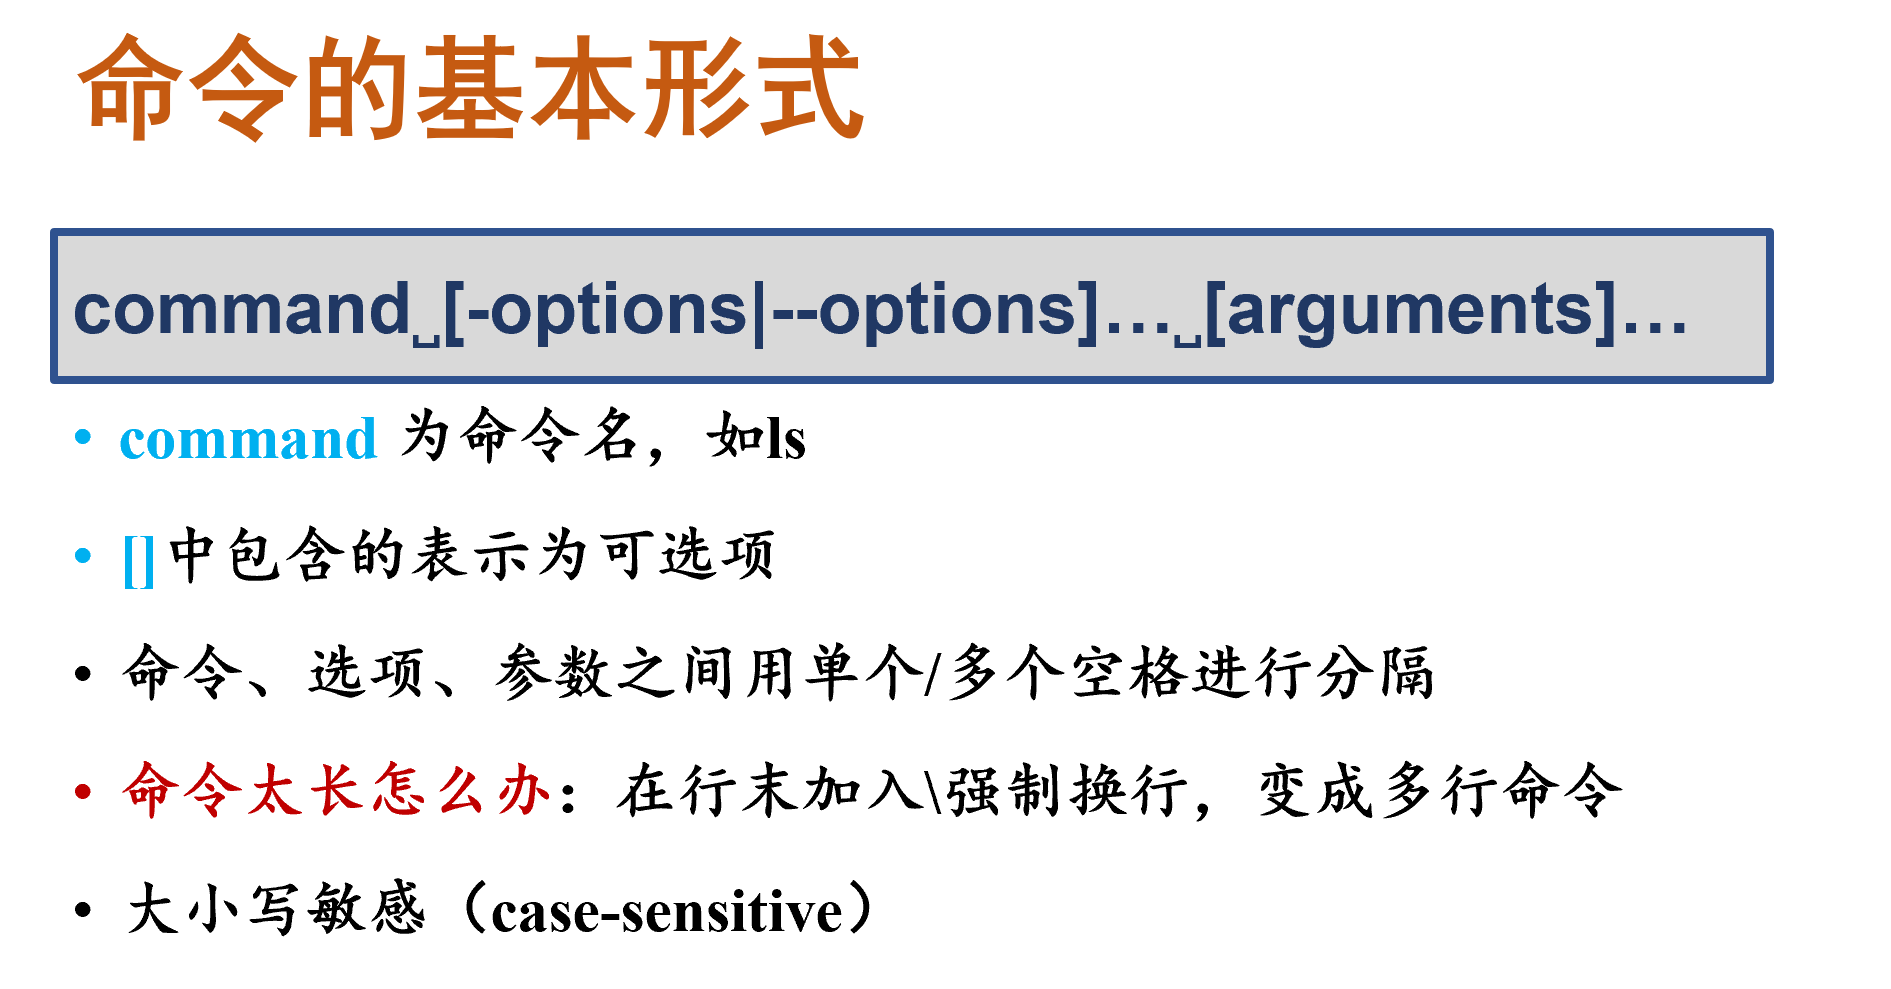 命令的基本形式
command␣[-options|--options]…␣[arguments]…
• command 为命令名，如ls
• []中包含的表示为可选项
• 命令、选项、参数之间用单个/多个空格进行分隔
• 命令太长怎么办：在行末加入\强制换行，变成多行命令
• 大小写敏感（case-sensitive）